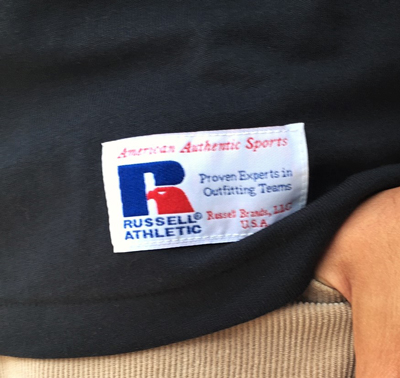 American Authentic Sports
R
Proven Experts in
Outfitting Teams
RUSSELL®
ATHLETIC
Russell Brands, LLC
U.S.A.